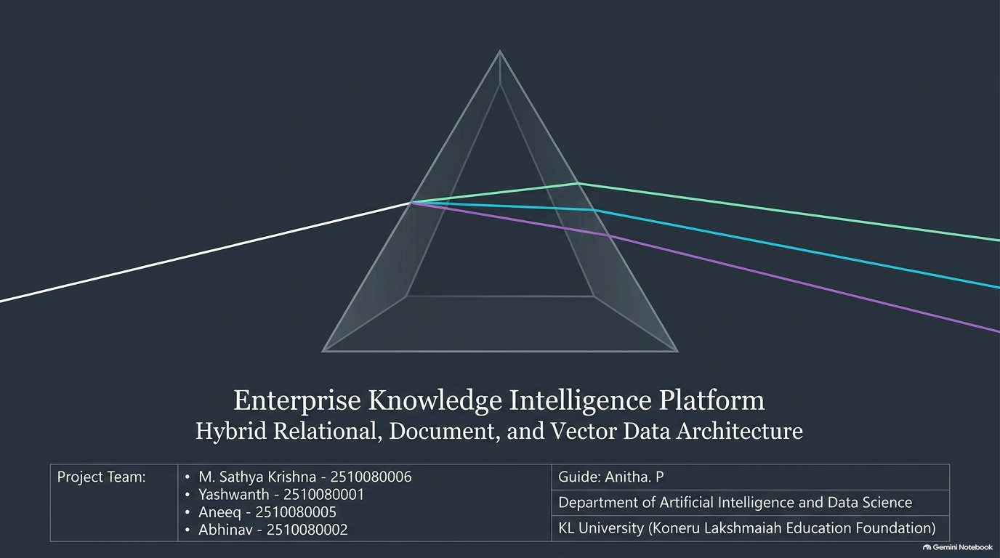 Enterprise Knowledge Intelligence Platform
Hybrid Relational, Document, and Vector Data Architecture
Project Team:
• M. Sathya Krishna - 2510080006
• Yashwanth - 2510080001
• Aneeq - 2510080005
• Abhinav - 2510080002
Guide: Anitha. P
Department of Artificial Intelligence and Data Science
KL University (Koneru Lakshmaiah Education Foundation)
Gemini Notebook